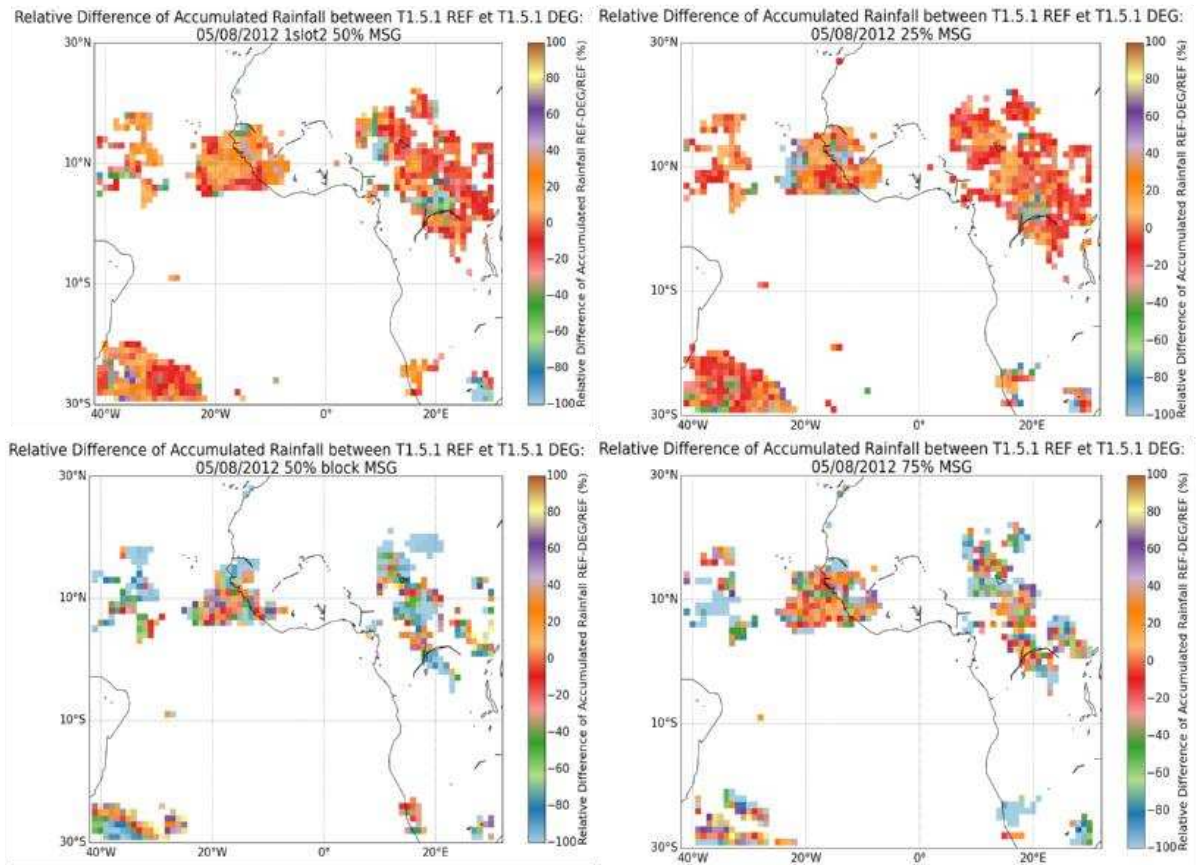 Relative Difference of Accumulated Rainfall between T1.5.1 REF et T1.5.1 DEG:
05/08/2012 1slot2 50% MSG
30°N
10°N
10°S
30°S
40°W
20°W
0°
20°E
100
80
60
40
20
0
−20
−40
−60
−80
−100
Relative Difference of Accumulated Rainfall REF-DEG/REF (%)
Relative Difference of Accumulated Rainfall between T1.5.1 REF et T1.5.1 DEG:
05/08/2012 25% MSG
30°N
10°N
10°S
30°S
40°W
20°W
0°
20°E
100
80
60
40
20
0
−20
−40
−60
−80
−100
Relative Difference of Accumulated Rainfall REF-DEG/REF (%)
Relative Difference of Accumulated Rainfall between T1.5.1 REF et T1.5.1 DEG:
05/08/2012 50% block MSG
30°N
10°N
10°S
30°S
40°W
20°W
0°
20°E
100
80
60
40
20
0
−20
−40
−60
−80
−100
Relative Difference of Accumulated Rainfall REF-DEG/REF (%)
Relative Difference of Accumulated Rainfall between T1.5.1 REF et T1.5.1 DEG:
05/08/2012 75% MSG
30°N
10°N
10°S
30°S
40°W
20°W
0°
20°E
100
80
60
40
20
0
−20
−40
−60
−80
−100
Relative Difference of Accumulated Rainfall REF-DEG/REF (%)